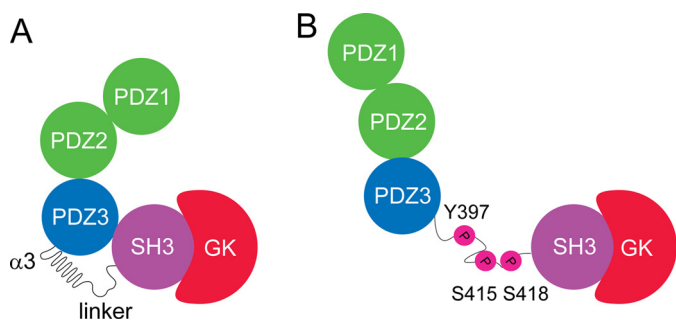 A
PDZ1
PDZ2
PDZ3
SH3
GK
α3
linker
B
PDZ1
PDZ2
PDZ3
Y397
P
P
P
SH3
GK
S415 S418